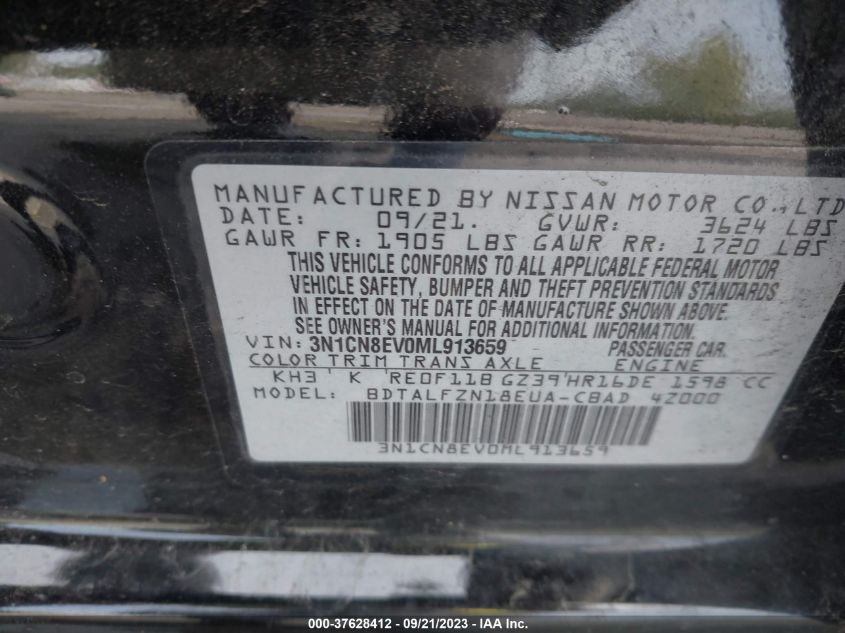 MANUFACTURED BY NISSAN MOTOR CO.,LTD
DATE: 09/21. GVWR: 3624 LBS
GAWR FR: 1905 LBS GAWR RR: 1720 LBS
THIS VEHICLE CONFORMS TO ALL APPLICABLE FEDERAL MOTOR
VEHICLE SAFETY, BUMPER AND THEFT PREVENTION STANDARDS
IN EFFECT ON THE DATE OF MANUFACTURE SHOWN ABOVE.
SEE OWNER'S MANUAL FOR ADDITIONAL INFORMATION.
VIN: 3N1CN8EV0ML913659 PASSENGER CAR.
COLOR TRIM TRANS AXLE ENGINE
KH3' K 'RE0F11B GZ39'HR16DE 1598 CC
MODEL: BDTALFZN18EUA-CBAD 4Z000
3N1CN8EV0ML913659
000-37628412 - 09/21/2023 - IAA Inc.